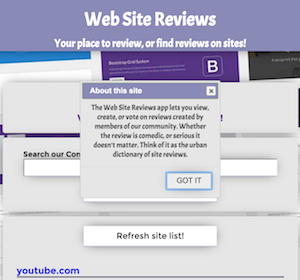 Web Site Reviews
Your place to review, or find reviews on sites!
Bootstrap Grid System
B
About this site
The Web Site Reviews app lets you view,
create, or vote on reviews created by
members of our community. Whether
the review is comedic, or serious it
doesn't matter. Think of it as the urban
dictionary of site reviews.
Search our Com
GOT IT
Refresh site list!
youtube.com